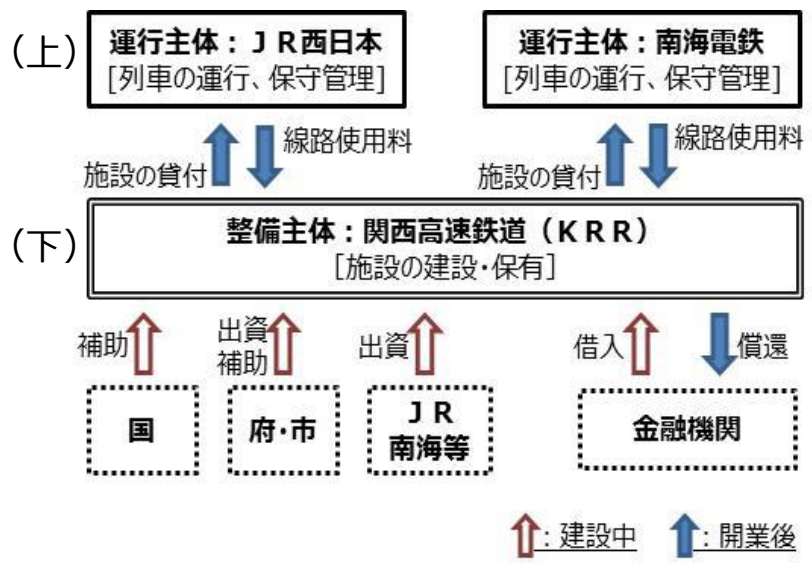 (上)
運行主体：ＪＲ西日本
[列車の運行、保守管理]
運行主体：南海電鉄
[列車の運行、保守管理]
施設の貸付
線路使用料
施設の貸付
線路使用料
(下)
整備主体：関西高速鉄道（ＫＲＲ）
[施設の建設・保有]
補助
出資
補助
出資
借入
償還
国
府・市
ＪＲ
南海等
金融機関
：建設中
：開業後